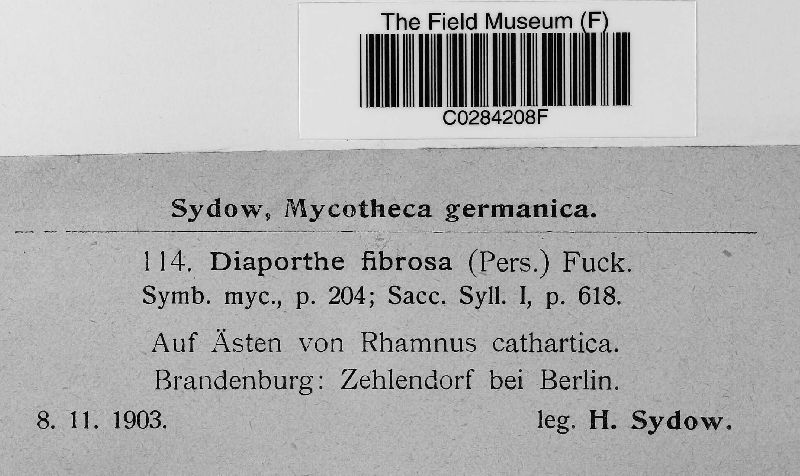 The Field Museum (F)
C0284208F
Sydow, Mycotheca germanica.
114. Diaporthe fibrosa (Pers.) Fuck.
Symb. myc., p. 204; Sacc. Syll. I, p. 618.
Auf Ästen von Rhamnus cathartica.
Brandenburg: Zehlendorf bei Berlin.
8. 11. 1903. leg. H. Sydow.